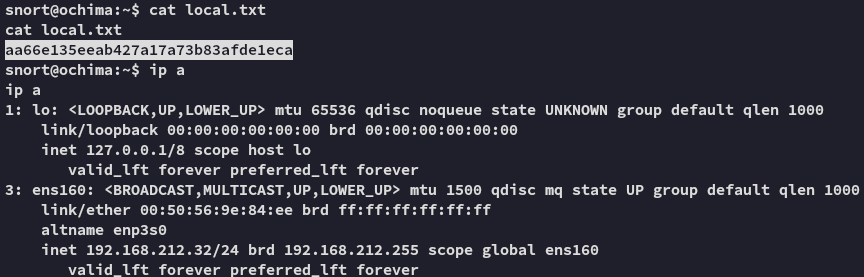 snort@ochima:~$ cat local.txt
cat local.txt
aa66e135eeab427a17a73b83afde1eca
snort@ochima:~$ ip a
ip a
1: lo: <LOOPBACK,UP,LOWER_UP> mtu 65536 qdisc noqueue state UNKNOWN group default qlen 1000
    link/loopback 00:00:00:00:00:00 brd 00:00:00:00:00:00
    inet 127.0.0.1/8 scope host lo
       valid_lft forever preferred_lft forever
3: ens160: <BROADCAST,MULTICAST,UP,LOWER_UP> mtu 1500 qdisc mq state UP group default qlen 1000
    link/ether 00:50:56:9e:84:ee brd ff:ff:ff:ff:ff:ff
    altname enp3s0
    inet 192.168.212.32/24 brd 192.168.212.255 scope global ens160
       valid_lft forever preferred_lft forever